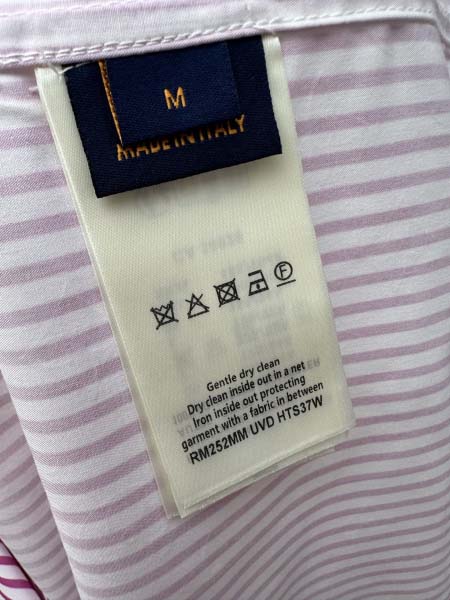 M
MADE IN ITALY
F
Gentle dry clean
Dry clean inside out in a net
Iron inside out protecting
garment with a fabric in between
RM252MM UVD HTS37W